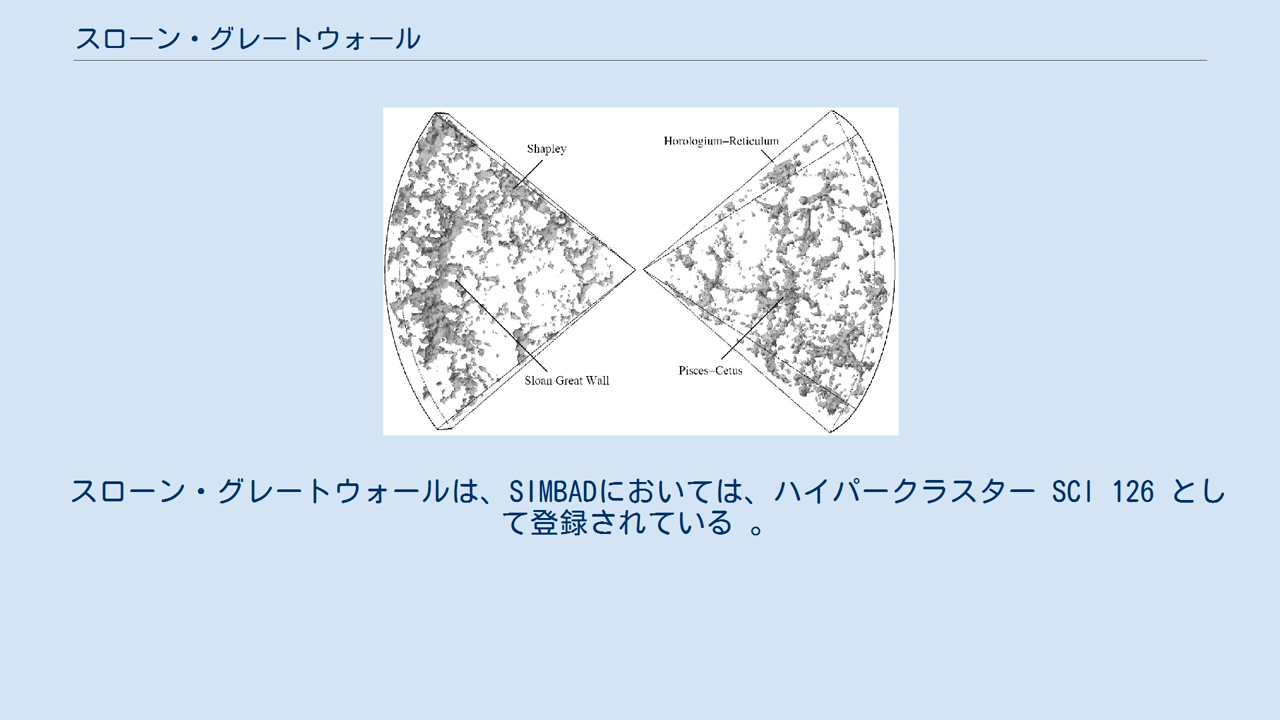 スローン・グレートウォール
Shapley
Horologium-Reticulum
Sloan Great Wall
Pisces-Cetus
スローン・グレートウォールは、SIMBADにおいては、ハイパークラスター SCl 126 とし
て登録されている 。